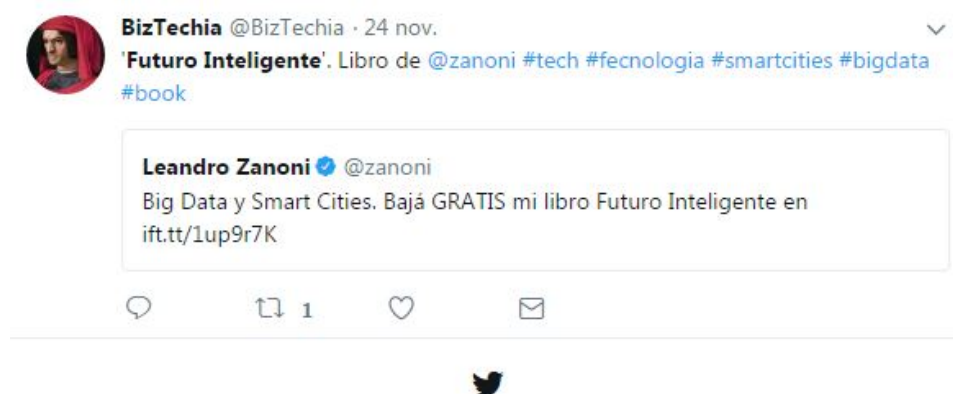 BizTechia @BizTechia · 24 nov.
'Futuro Inteligente'. Libro de @zanoni #tech #fecnologia #smartcities #bigdata
#book
Leandro Zanoni @zanoni
Big Data y Smart Cities. Bajá GRATIS mi libro Futuro Inteligente en
ift.tt/1up9r7K
1